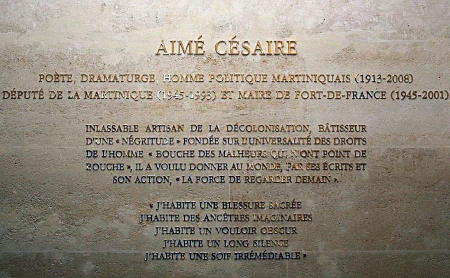 AIMÉ CÉSAIRE
POÈTE, DRAMATURGE, HOMME POLITIQUE MARTINIQUAIS (1913-2008)
DÉPUTÉ DE LA MARTINIQUE (1945-1993) ET MAIRE DE FORT-DE-FRANCE (1945-2001)
INLASSABLE ARTISAN DE LA DÉCOLONISATION, BÂTISSEUR
D'UNE « NÉGRITUDE » FONDÉE SUR L'UNIVERSALITÉ DES DROITS
DE L'HOMME « BOUCHE DES MALHEURS QUI N'ONT POINT DE
BOUCHE », IL A VOULU DONNER AU MONDE, PAR SES ÉCRITS ET
SON ACTION, « LA FORCE DE REGARDER DEMAIN ».
« J'HABITE UNE BLESSURE SACRÉE
J'HABITE DES ANCÊTRES IMAGINAIRES
J'HABITE UN VOULOIR OBSCUR
J'HABITE UN LONG SILENCE
J'HABITE UNE SOIF IRRÉMÉDIABLE »